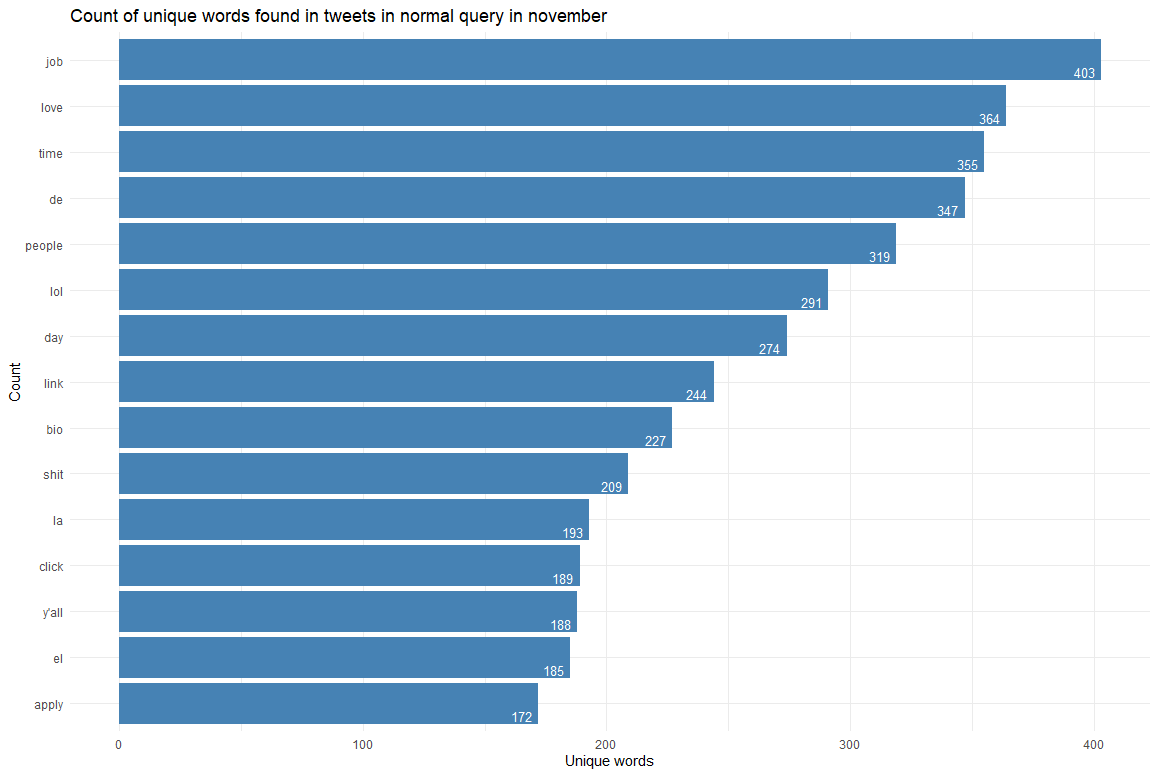 Count of unique words found in tweets in normal query in november
Count
job 403
love 364
time 355
de 347
people 319
lol 291
day 274
link 244
bio 227
shit 209
la 193
click 189
y'all 188
el 185
apply 172
0 100 200 300 400
Unique words